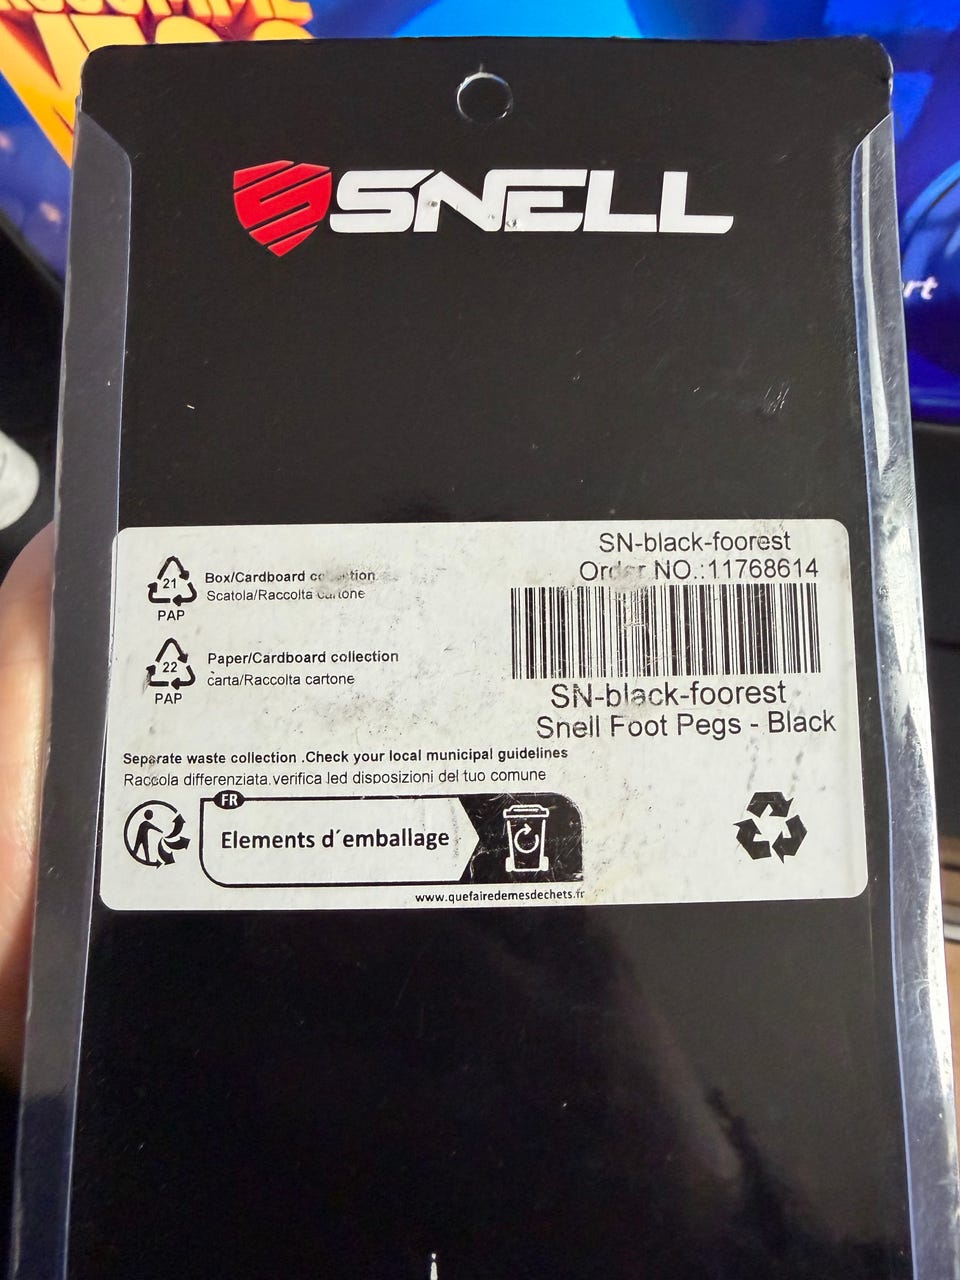 SNELL
SN-black-foorest
Order NO.:11768614
21
PAP
Box/Cardboard collection
Scatola/Raccolta cartone
22
PAP
Paper/Cardboard collection
carta/Raccolta cartone
SN-black-foorest
Snell Foot Pegs - Black
Separate waste collection .Check your local municipal guidelines
Raccola differenziata.verifica led disposizioni del tuo comune
FR
Elements d´emballage
www.quefairedemesdechets.fr